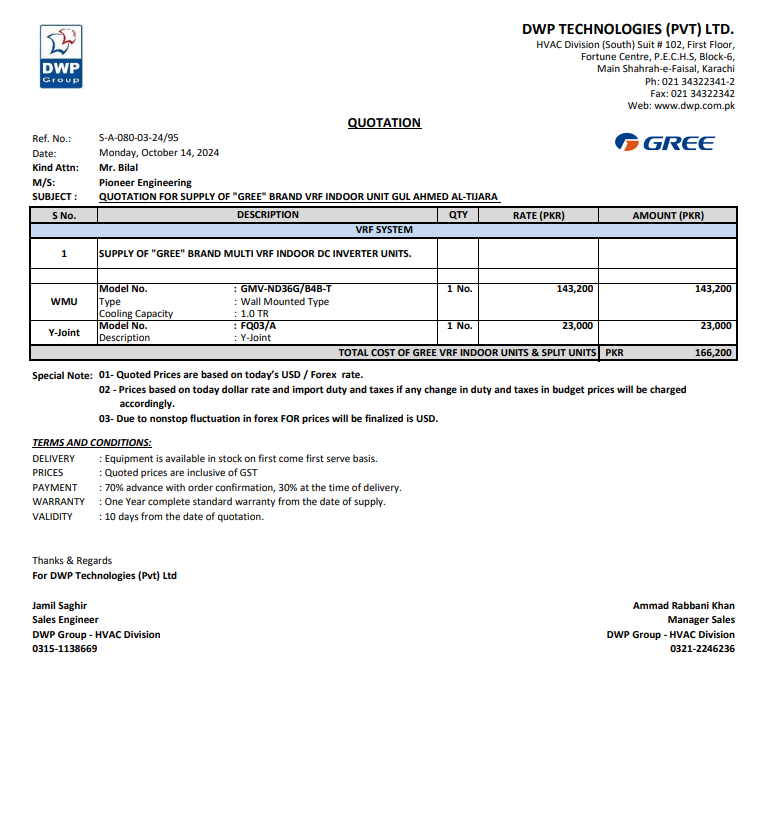 DWP
Group
DWP TECHNOLOGIES (PVT) LTD.
HVAC Division (South) Suit # 102, First Floor,
Fortune Centre, P.E.C.H.S, Block-6,
Main Shahrah-e-Faisal, Karachi
Ph: 021 34322341-2
Fax: 021 34322342
Web: www.dwp.com.pk
QUOTATION
GREE
Ref. No.: S-A-080-03-24/95
Date: Monday, October 14, 2024
Kind Attn: Mr. Bilal
M/S: Pioneer Engineering
SUBJECT : QUOTATION FOR SUPPLY OF "GREE" BRAND VRF INDOOR UNIT GUL AHMED AL-TIJARA
S No. DESCRIPTION QTY RATE (PKR) AMOUNT (PKR)
VRF SYSTEM
1 SUPPLY OF "GREE" BRAND MULTI VRF INDOOR DC INVERTER UNITS.
WMU Model No. : GMV-ND36G/B4B-T 1 No. 143,200 143,200
Type : Wall Mounted Type
Cooling Capacity : 1.0 TR
Y-Joint Model No. : FQ03/A 1 No. 23,000 23,000
Description : Y-Joint
TOTAL COST OF GREE VRF INDOOR UNITS & SPLIT UNITS PKR 166,200
Special Note: 01- Quoted Prices are based on today's USD / Forex rate.
02 - Prices based on today dollar rate and import duty and taxes if any change in duty and taxes in budget prices will be charged
accordingly.
03- Due to nonstop fluctuation in forex FOR prices will be finalized is USD.
TERMS AND CONDITIONS:
DELIVERY : Equipment is available in stock on first come first serve basis.
PRICES : Quoted prices are inclusive of GST
PAYMENT : 70% advance with order confirmation, 30% at the time of delivery.
WARRANTY : One Year complete standard warranty from the date of supply.
VALIDITY : 10 days from the date of quotation.
Thanks & Regards
For DWP Technologies (Pvt) Ltd
Jamil Saghir Ammad Rabbani Khan
Sales Engineer Manager Sales
DWP Group - HVAC Division DWP Group - HVAC Division
0315-1138669 0321-2246236